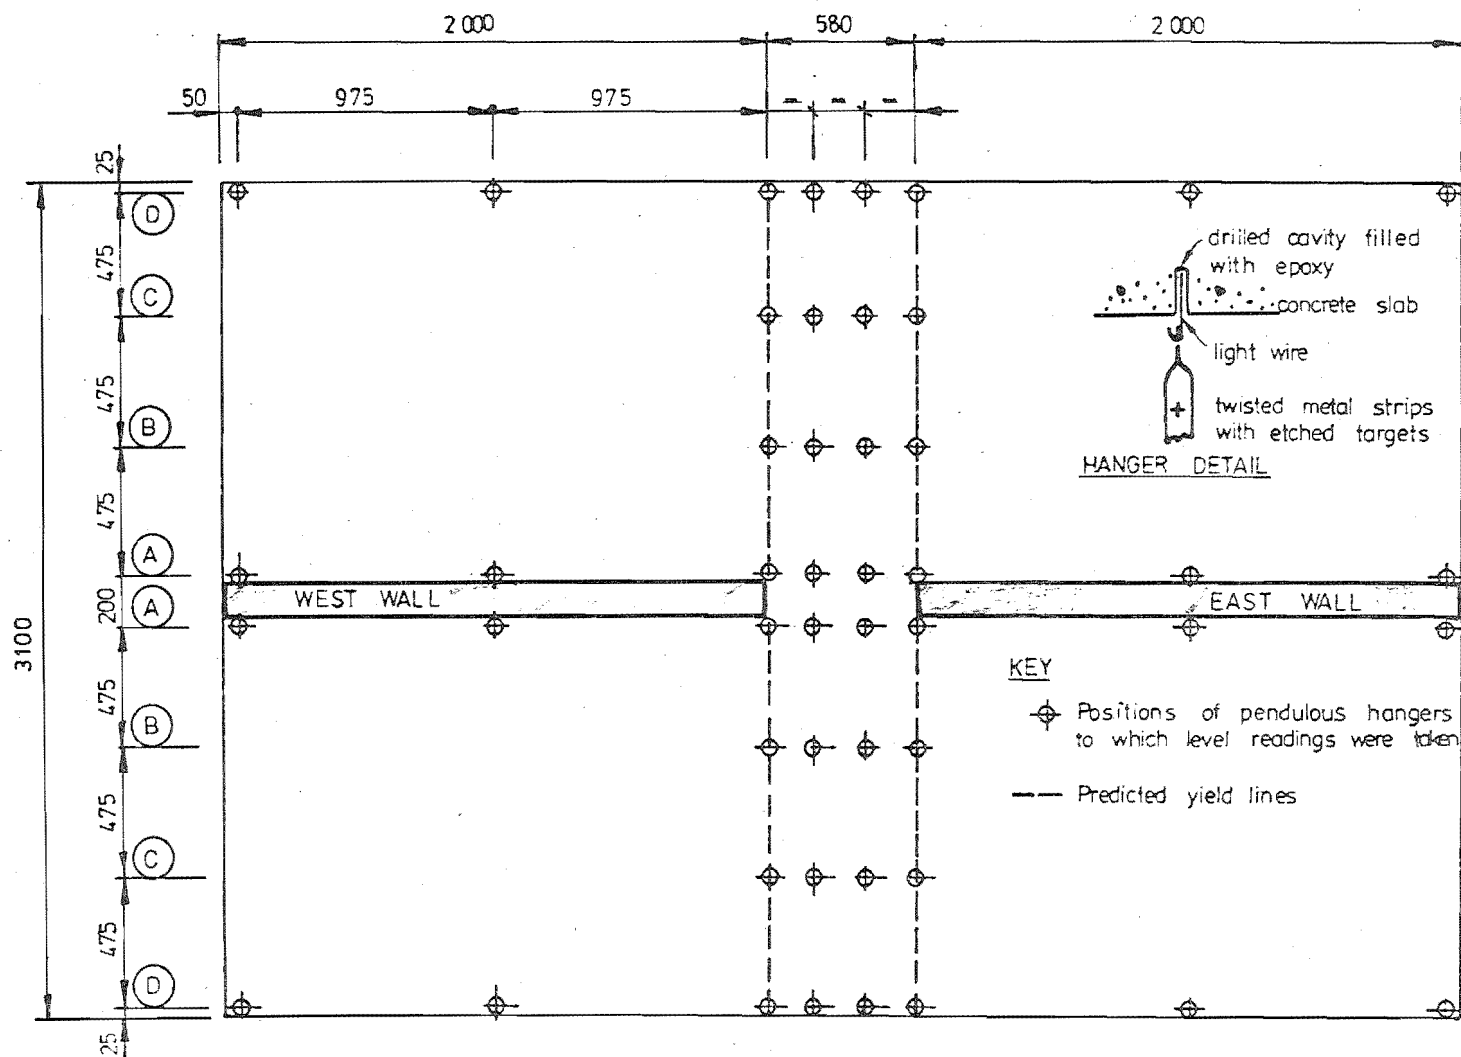 2 000
580
2 000
50
975
975
25
D
475
C
475
B
475
A
200
A
3100
475
B
475
C
475
D
25
drilled cavity filled
with epoxy
concrete slab
light wire
twisted metal strips
with etched targets
HANGER DETAIL
WEST WALL
EAST WALL
KEY
Positions of pendulous hangers
to which level readings were taken
Predicted yield lines